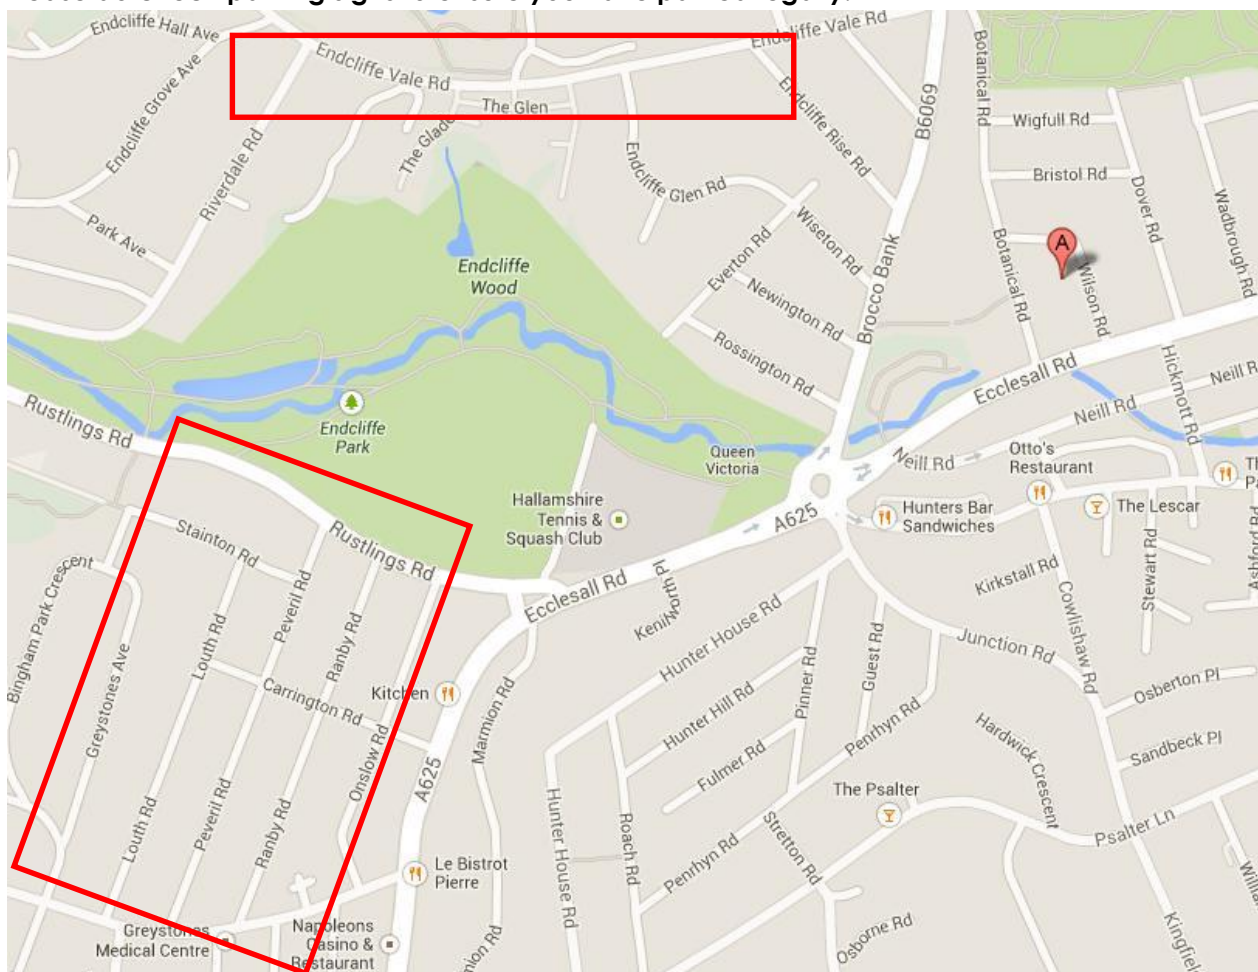 Endcliffe Hall Ave
Endcliffe Vale Rd
Endcliffe Vale Rd
Botanical Rd
Endcliffe Grove Ave
The Glen
The Glade
Riverdale Rd
Endcliffe Rise Rd
B6069
Wigfull Rd
Bristol Rd
Dover Rd
Wadbrough Rd
Endcliffe Glen Rd
Park Ave
Wiseton Rd
Everton Rd
Newington Rd
Rossington Rd
Brocco Bank
Botanical Rd
A
Wilson Rd
Endcliffe
Wood
Ecclesall Rd
Hickmott Rd
Neill R
Neill Rd
Neill Rd
Rustlings Rd
Endcliffe
Park
Queen
Victoria
Otto's
Restaurant
Hallamshire
Tennis &
Squash Club
A625
Hunters Bar
Sandwiches
The Lescar
Th
Pa
Stainton Rd
Rustlings Rd
Bingham Park Crescent
Peveril Rd
Ranby Rd
Louth Rd
Ecclesall Rd
Kenilworth Pl
Kirkstall Rd
Cowlishaw Rd
Stewart Rd
Ashford Rd
Hunter House Rd
Guest Rd
Junction Rd
Greystones Ave
Carrington Rd
Kitchen
Marmion Rd
Hunter Hill Rd
Pinner Rd
Penrhyn Rd
Osberton Pl
Sandbeck Pl
Hardwick Crescent
Fulmer Rd
Onslow Rd
A625
Louth Rd
Peveril Rd
Ranby Rd
The Psalter
Psalter Ln
Hunter House Rd
Roach Rd
Penrhyn Rd
Stretton Rd
Le Bistrot
Pierre
Willia
Greystones
Medical Centre
Napoleons
Casino &
Restaurant
mion Rd
Osborne Rd
Kingfiel